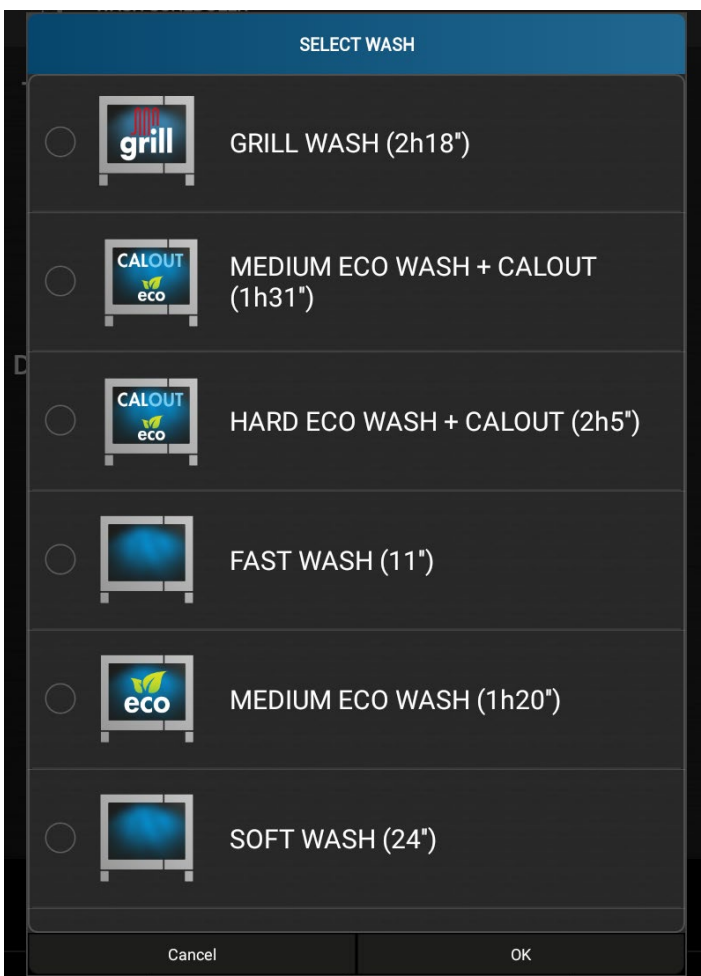 SELECT WASH
grill
GRILL WASH (2h18")
CALOUT
eco
MEDIUM ECO WASH + CALOUT
(1h31")
D
CALOUT
eco
HARD ECO WASH + CALOUT (2h5")
FAST WASH (11")
eco
MEDIUM ECO WASH (1h20")
SOFT WASH (24")
Cancel
OK